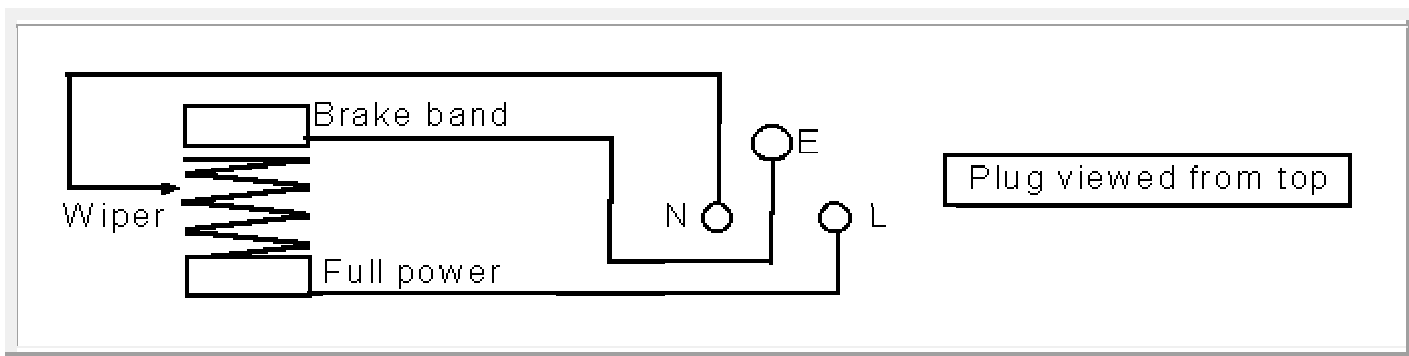 Brake band
E
Plug viewed from top
Wiper
N
L
Full power